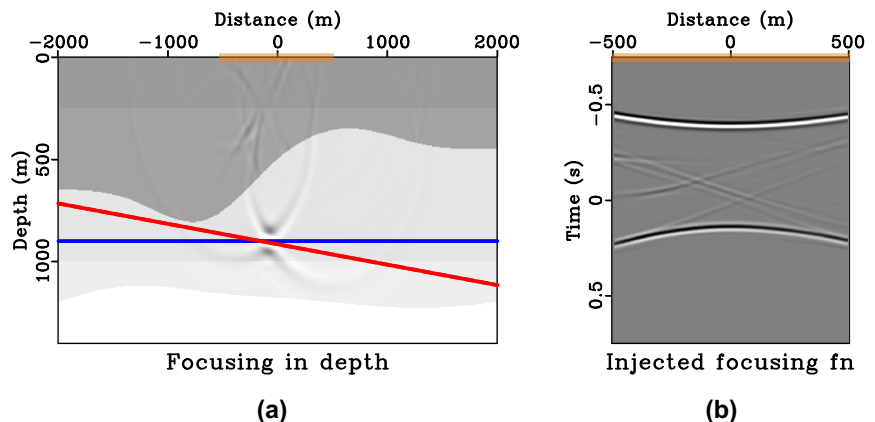 Distance (m)
−2000 −1000 0 1000 2000
0
500
1000
Depth (m)
Focusing in depth
(a)
Distance (m)
−500 0 500
−0.5
0
0.5
Time (s)
Injected focusing fn
(b)